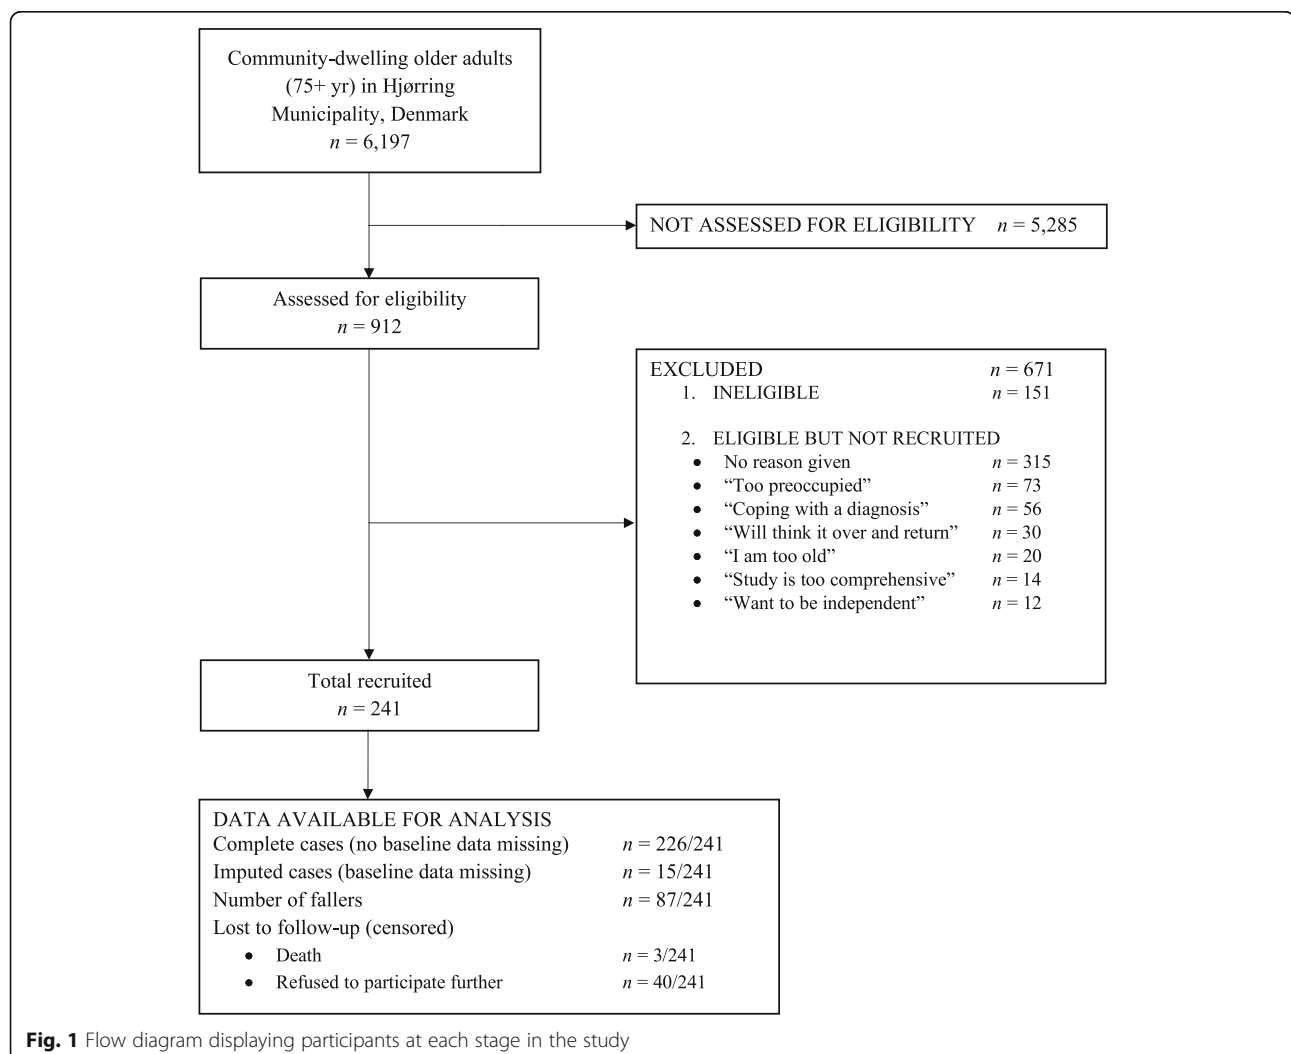 Community-dwelling older adults
(75+ yr) in Hjørring
Municipality, Denmark
n = 6,197
NOT ASSESSED FOR ELIGIBILITY n = 5,285
Assessed for eligibility
n = 912
EXCLUDED n = 671
1. INELIGIBLE n = 151
2. ELIGIBLE BUT NOT RECRUITED
• No reason given n = 315
• “Too preoccupied” n = 73
• “Coping with a diagnosis” n = 56
• “Will think it over and return” n = 30
• “I am too old” n = 20
• “Study is too comprehensive” n = 14
• “Want to be independent” n = 12
Total recruited
n = 241
DATA AVAILABLE FOR ANALYSIS
Complete cases (no baseline data missing) n = 226/241
Imputed cases (baseline data missing) n = 15/241
Number of fallers n = 87/241
Lost to follow-up (censored)
• Death n = 3/241
• Refused to participate further n = 40/241
Fig. 1 Flow diagram displaying participants at each stage in the study